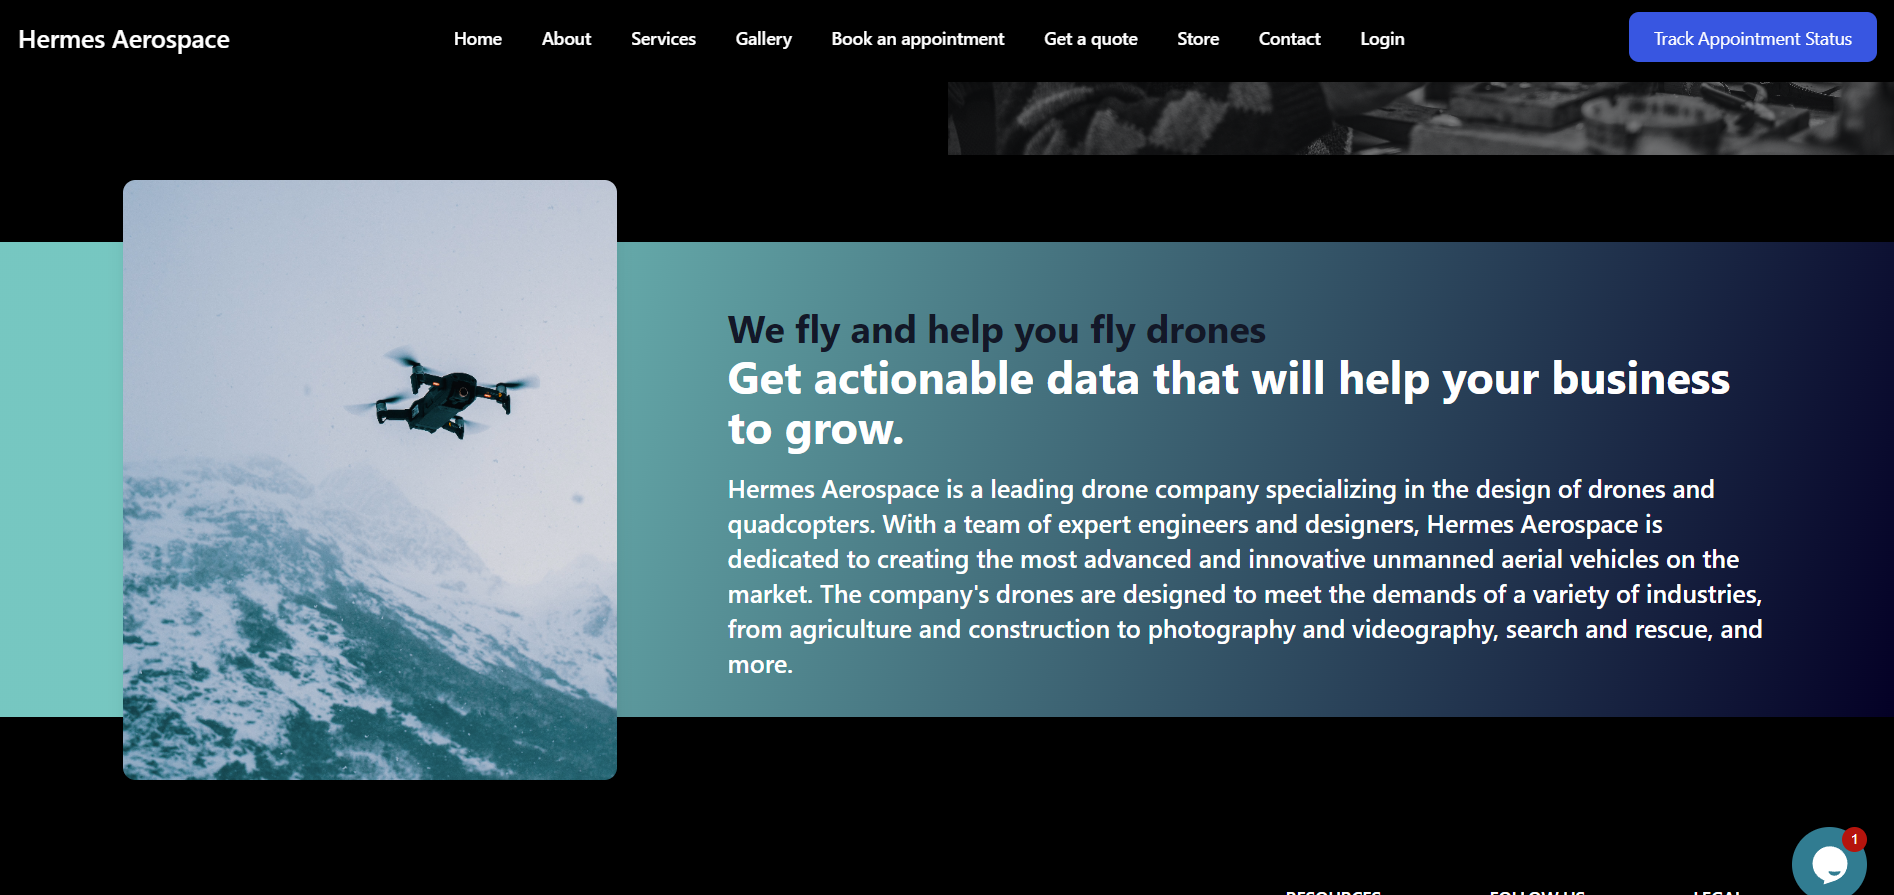 Hermes Aerospace
Home About Services Gallery Book an appointment Get a quote Store Contact Login
Track Appointment Status
We fly and help you fly drones
Get actionable data that will help your business
to grow.
Hermes Aerospace is a leading drone company specializing in the design of drones and
quadcopters. With a team of expert engineers and designers, Hermes Aerospace is
dedicated to creating the most advanced and innovative unmanned aerial vehicles on the
market. The company's drones are designed to meet the demands of a variety of industries,
from agriculture and construction to photography and videography, search and rescue, and
more.
1
RESOURCES FOLLOW US LEGAL